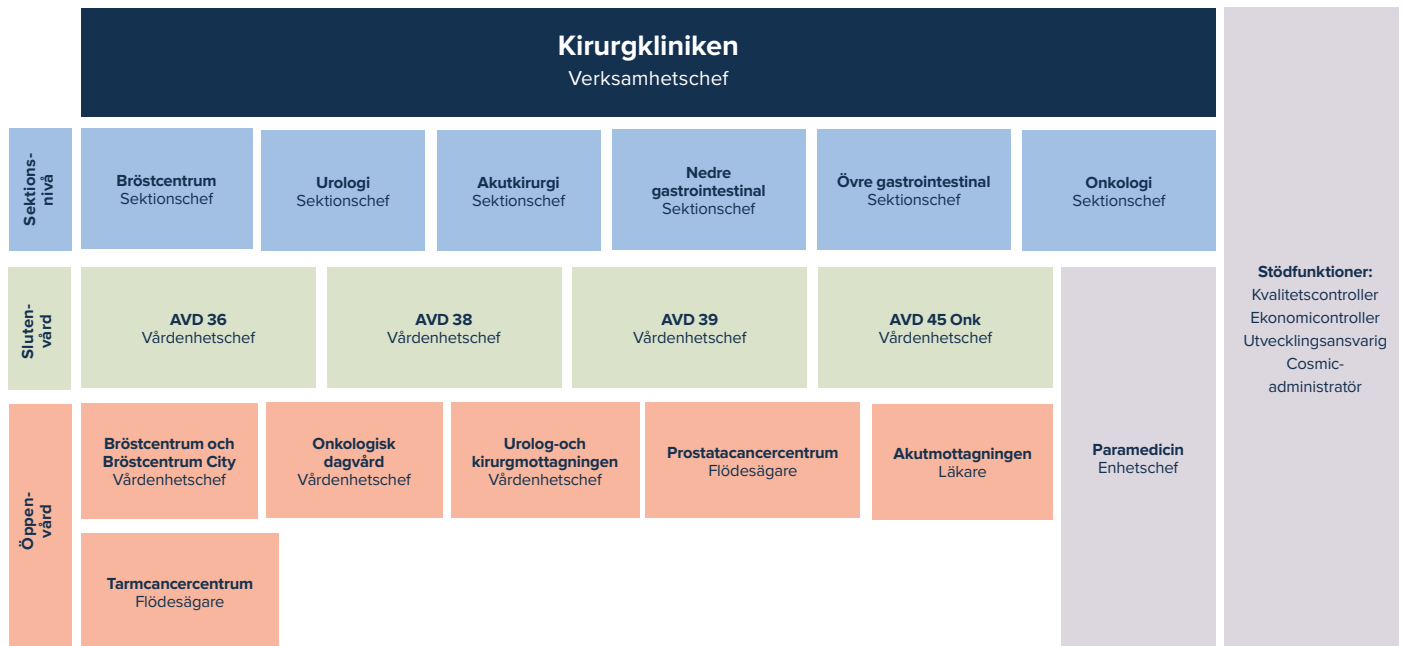 Kirurgkliniken
Verksamhetschef
Sektions-
nivå
Bröstcentrum
Sektionschef
Urologi
Sektionschef
Akutkirurgi
Sektionschef
Nedre
gastrointestinal
Sektionschef
Övre gastrointestinal
Sektionschef
Onkologi
Sektionschef
Sluten-
vård
AVD 36
Vårdenhetschef
AVD 38
Vårdenhetschef
AVD 39
Vårdenhetschef
AVD 45 Onk
Vårdenhetschef
Öppen-
vård
Bröstcentrum och
Bröstcentrum City
Vårdenhetschef
Onkologisk
dagvård
Vårdenhetschef
Urolog-och
kirurgmottagningen
Vårdenhetschef
Prostatacancercentrum
Flödesägare
Akutmottagningen
Läkare
Tarmcancercentrum
Flödesägare
Paramedicin
Enhetschef
Stödfunktioner:
Kvalitetscontroller
Ekonomicontroller
Utvecklingsansvarig
Cosmic-
administratör